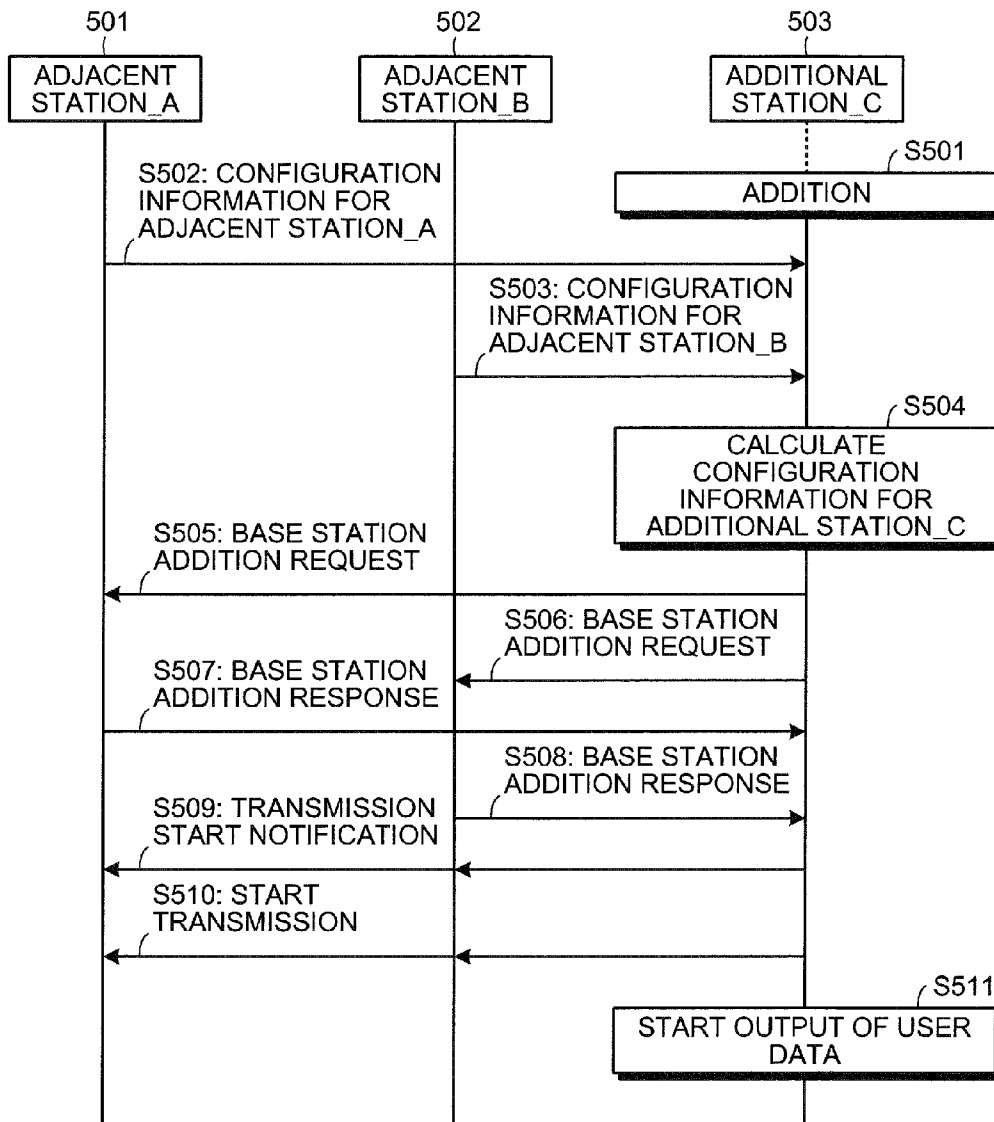 501
502
503
ADJACENT
STATION_A
ADJACENT
STATION_B
ADDITIONAL
STATION_C
S501
ADDITION
S502: CONFIGURATION
INFORMATION FOR
ADJACENT STATION_A
S503: CONFIGURATION
INFORMATION FOR
ADJACENT STATION_B
S504
CALCULATE
CONFIGURATION
INFORMATION FOR
ADDITIONAL STATION_C
S505: BASE STATION
ADDITION REQUEST
S506: BASE STATION
ADDITION REQUEST
S507: BASE STATION
ADDITION RESPONSE
S508: BASE STATION
ADDITION RESPONSE
S509: TRANSMISSION
START NOTIFICATION
S510: START
TRANSMISSION
S511
START OUTPUT OF USER
DATA